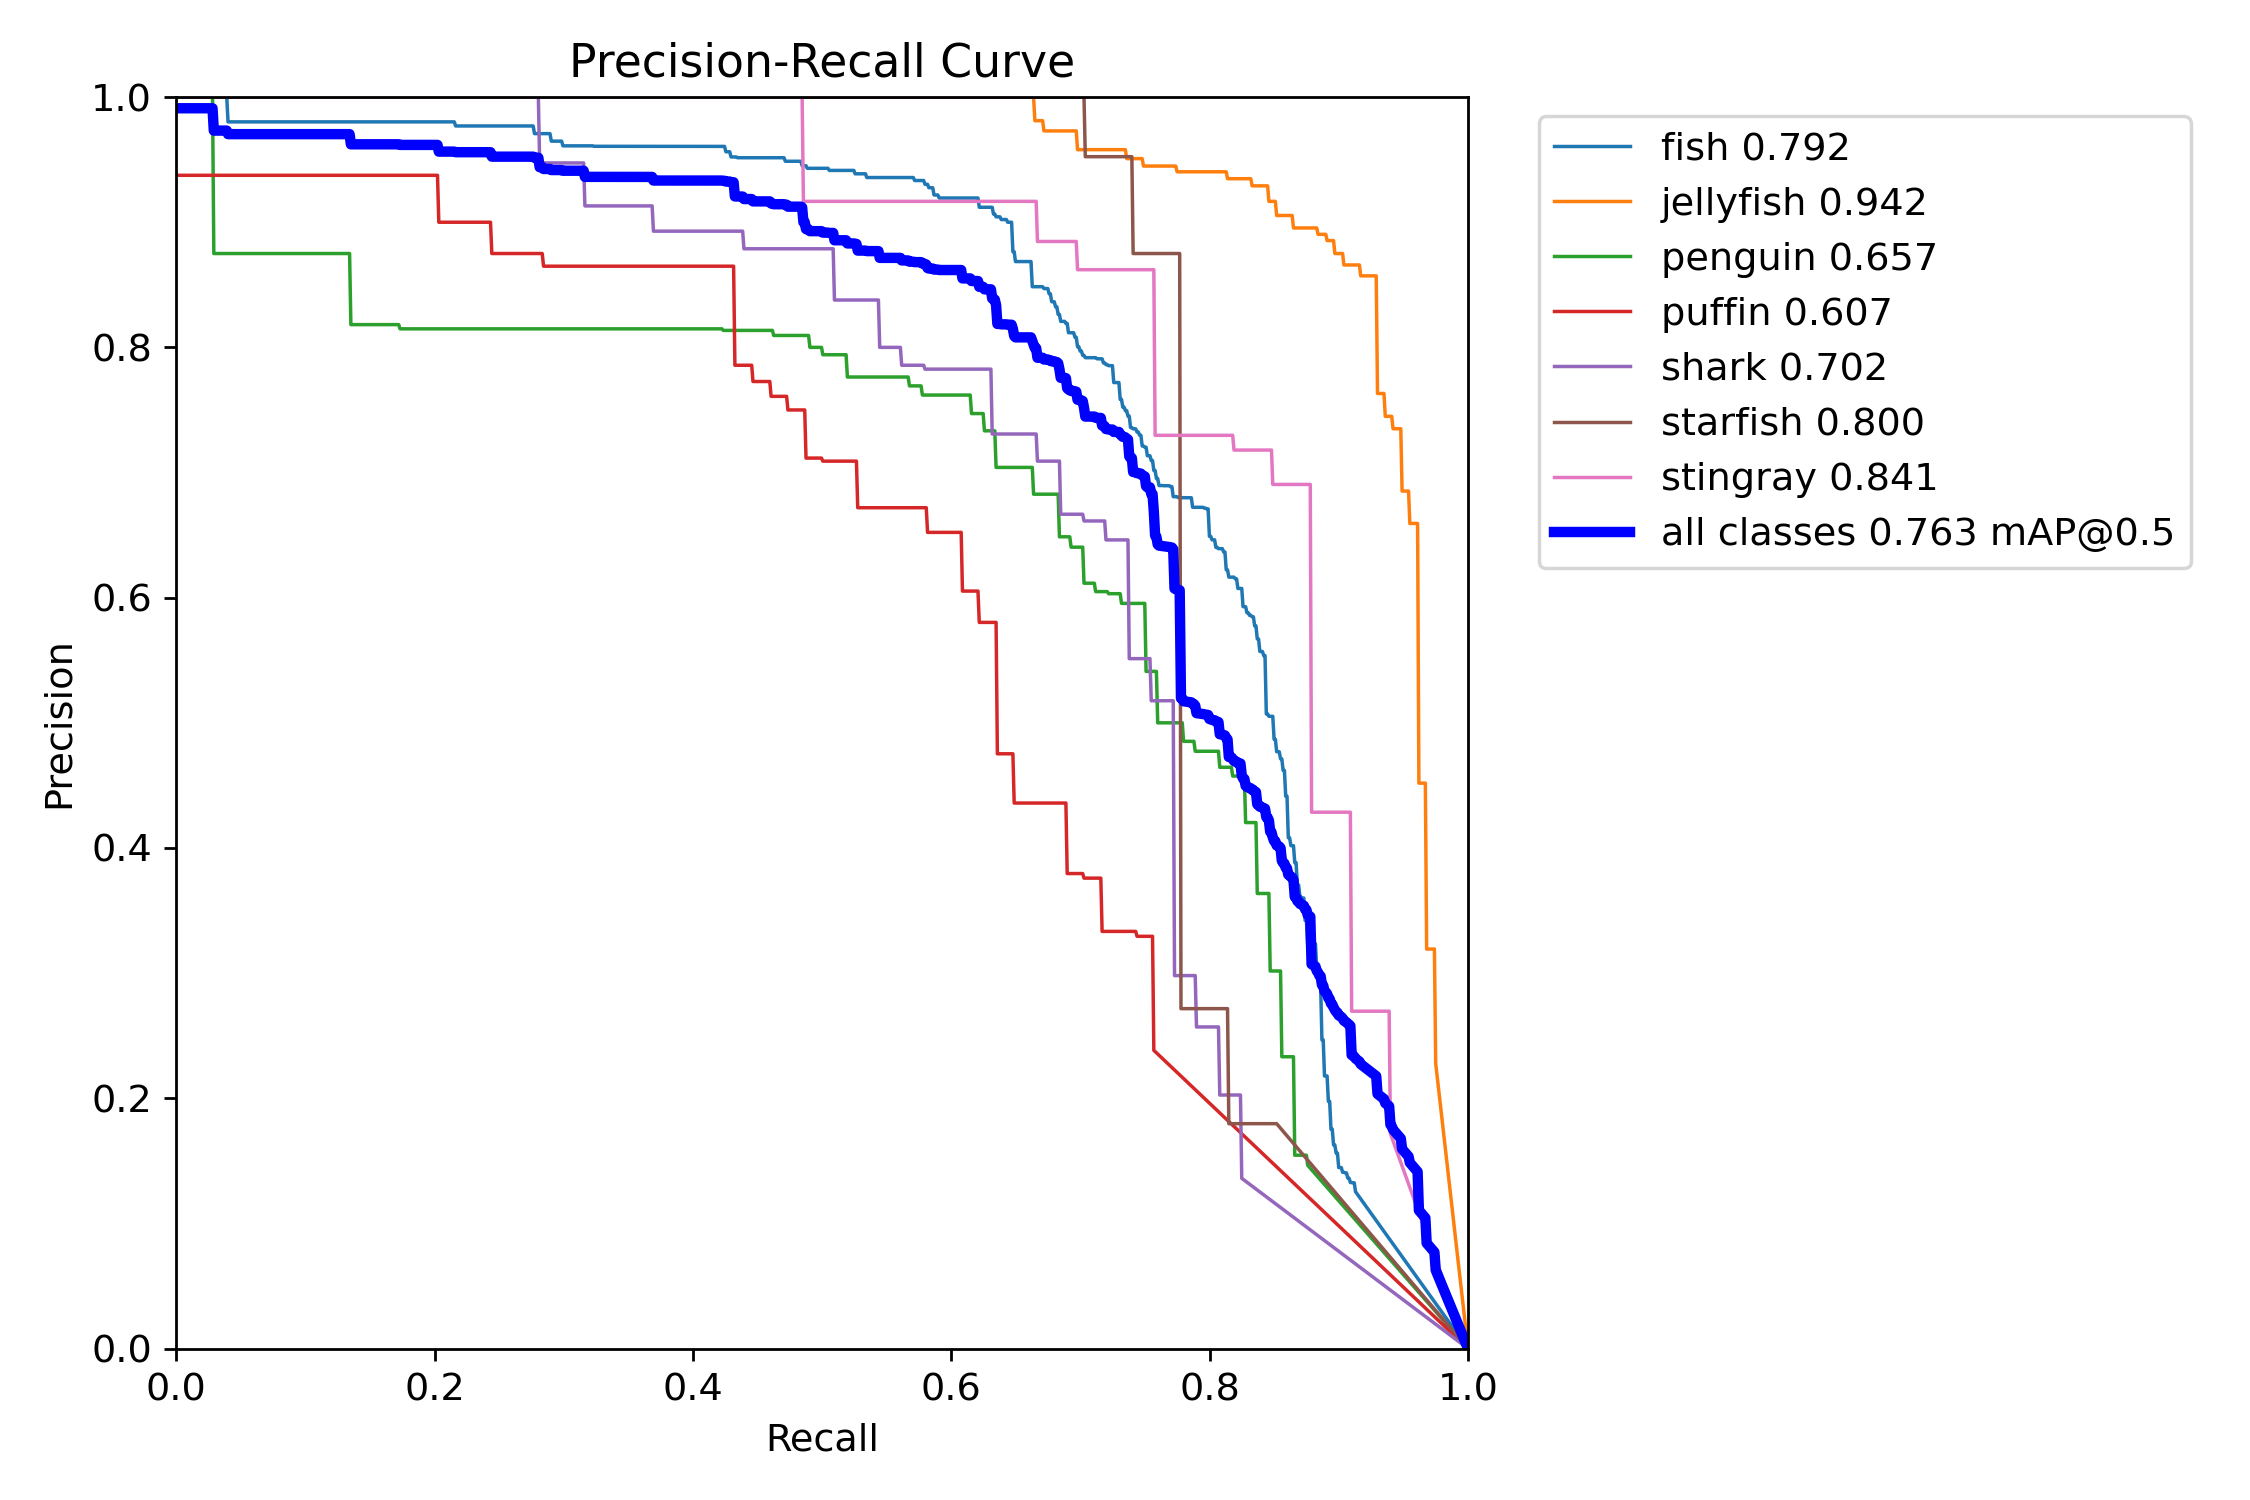 Precision-Recall Curve
1.0
0.8
0.6
0.4
0.2
0.0
Precision
0.0 0.2 0.4 0.6 0.8 1.0
Recall
fish 0.792
jellyfish 0.942
penguin 0.657
puffin 0.607
shark 0.702
starfish 0.800
stingray 0.841
all classes 0.763 mAP@0.5